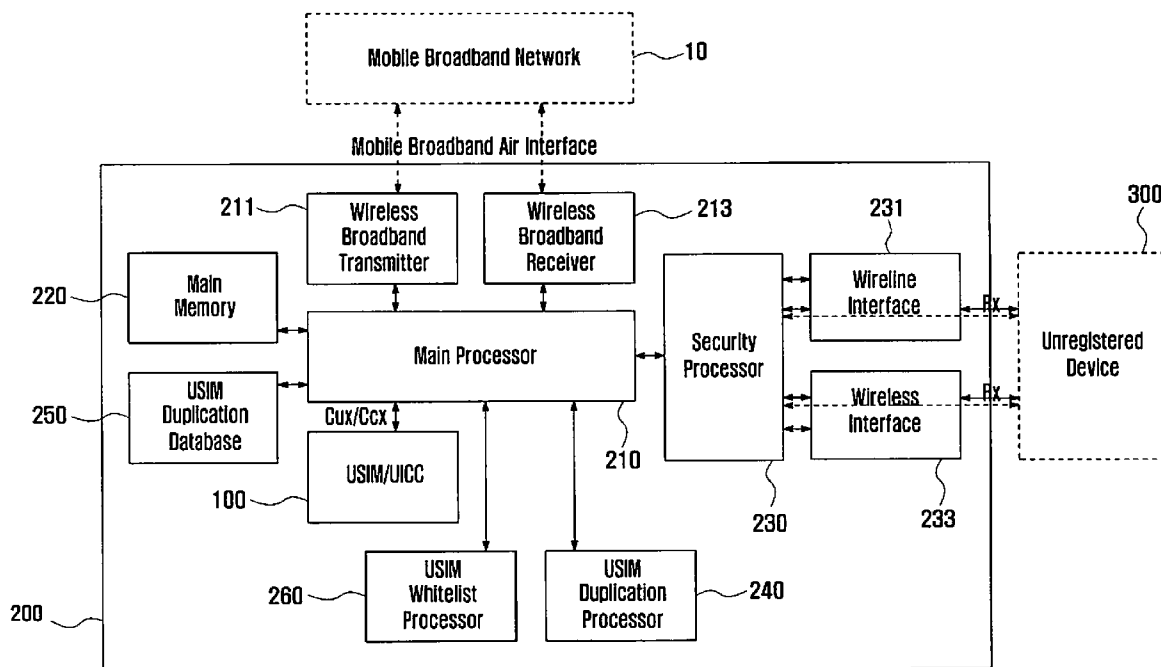 Mobile Broadband Network
10
Mobile Broadband Air Interface
211
Wireless
Broadband
Transmitter
Wireless
Broadband
Receiver
213
231
300
220
Main
Memory
Main Processor
Security
Processor
Wireline
Interface
Rx
Unregistered
Device
250
USIM
Duplication
Database
Cux/Ccx
Wireless
Interface
Rx
100
USIM/UICC
210
230
233
260
USIM
Whitelist
Processor
USIM
Duplication
Processor
240
200